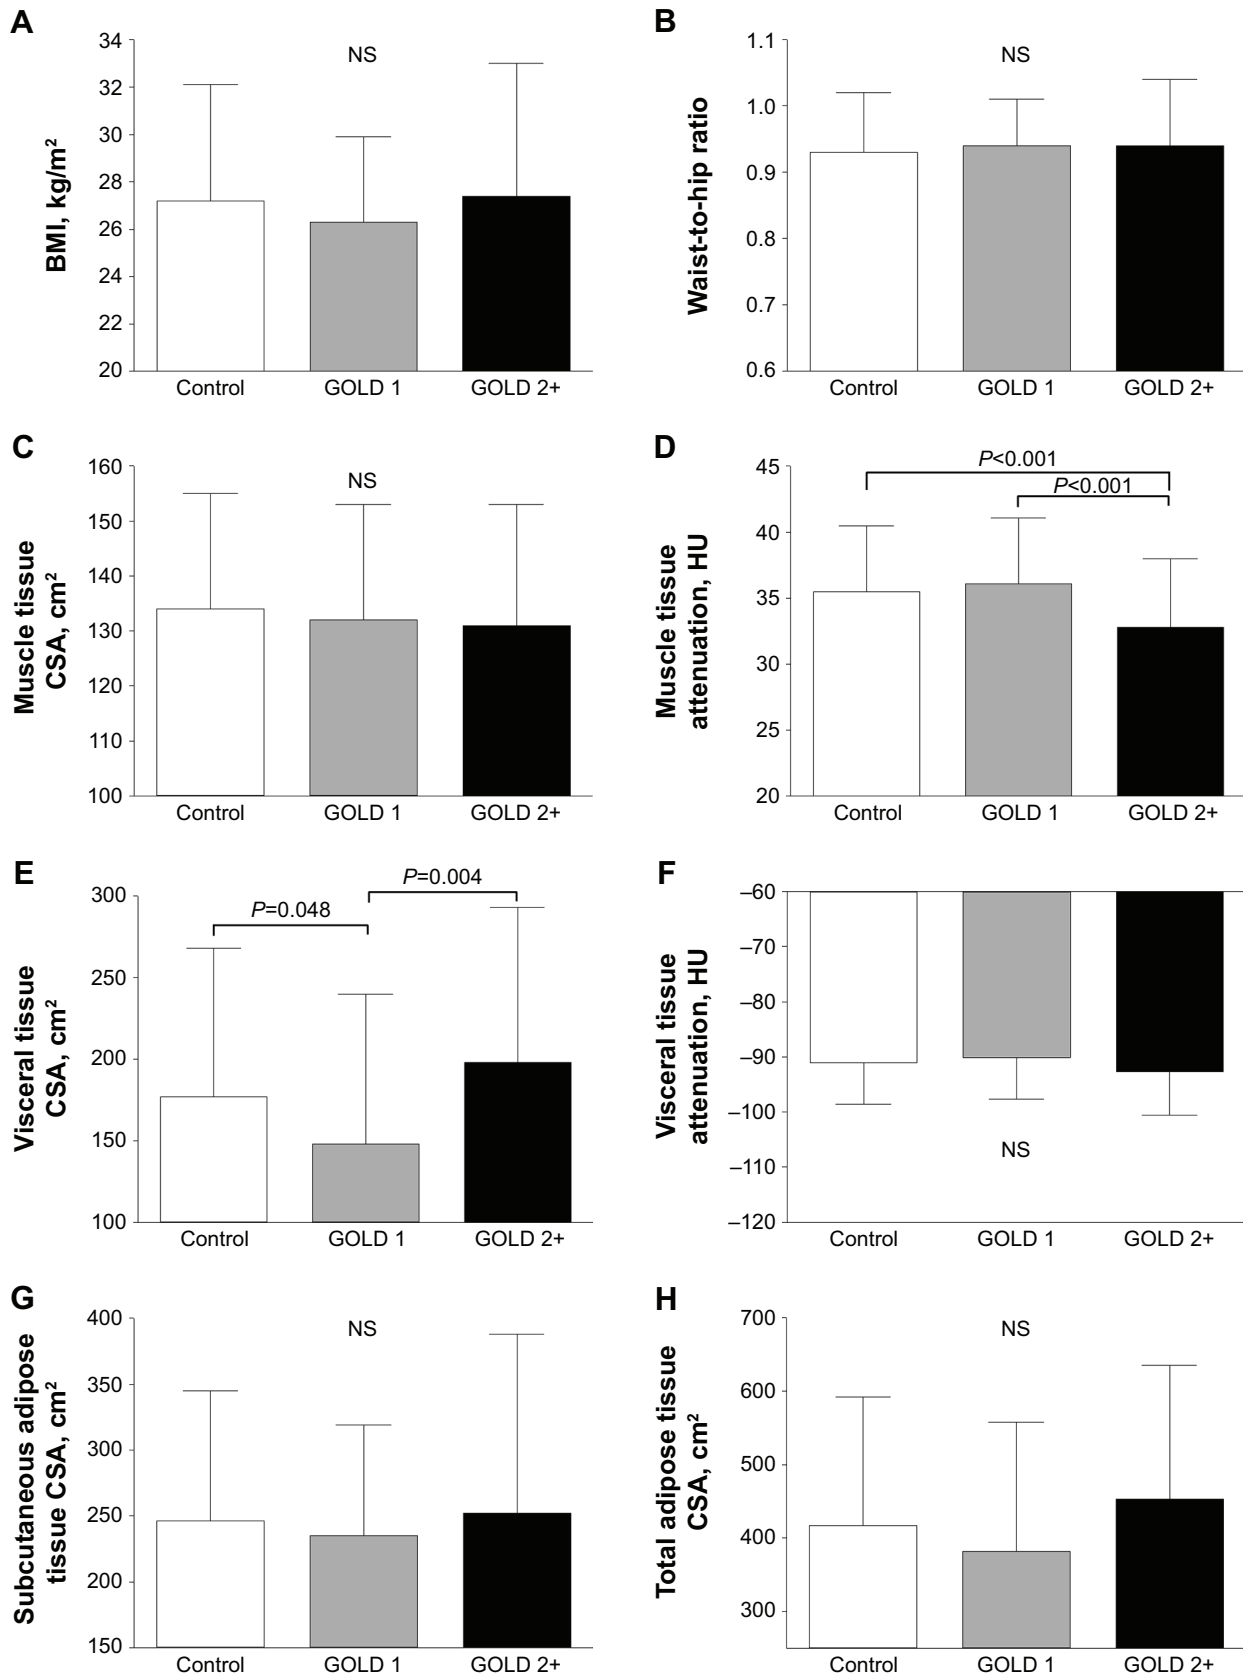 A
BMI, kg/m²
34
32
30
28
26
24
22
20
NS
Control
GOLD 1
GOLD 2+
B
Waist-to-hip ratio
1.1
1.0
0.9
0.8
0.7
0.6
NS
Control
GOLD 1
GOLD 2+
C
Muscle tissue
CSA, cm²
160
150
140
130
120
110
100
NS
Control
GOLD 1
GOLD 2+
D
Muscle tissue
attenuation, HU
45
40
35
30
25
20
P<0.001
P<0.001
Control
GOLD 1
GOLD 2+
E
Visceral tissue
CSA, cm²
300
250
200
150
100
P=0.048
P=0.004
Control
GOLD 1
GOLD 2+
F
Visceral tissue
attenuation, HU
–60
–70
–80
–90
–100
–110
–120
NS
Control
GOLD 1
GOLD 2+
G
Subcutaneous adipose
tissue CSA, cm²
400
350
300
250
200
150
NS
Control
GOLD 1
GOLD 2+
H
Total adipose tissue
CSA, cm²
700
600
500
400
300
NS
Control
GOLD 1
GOLD 2+